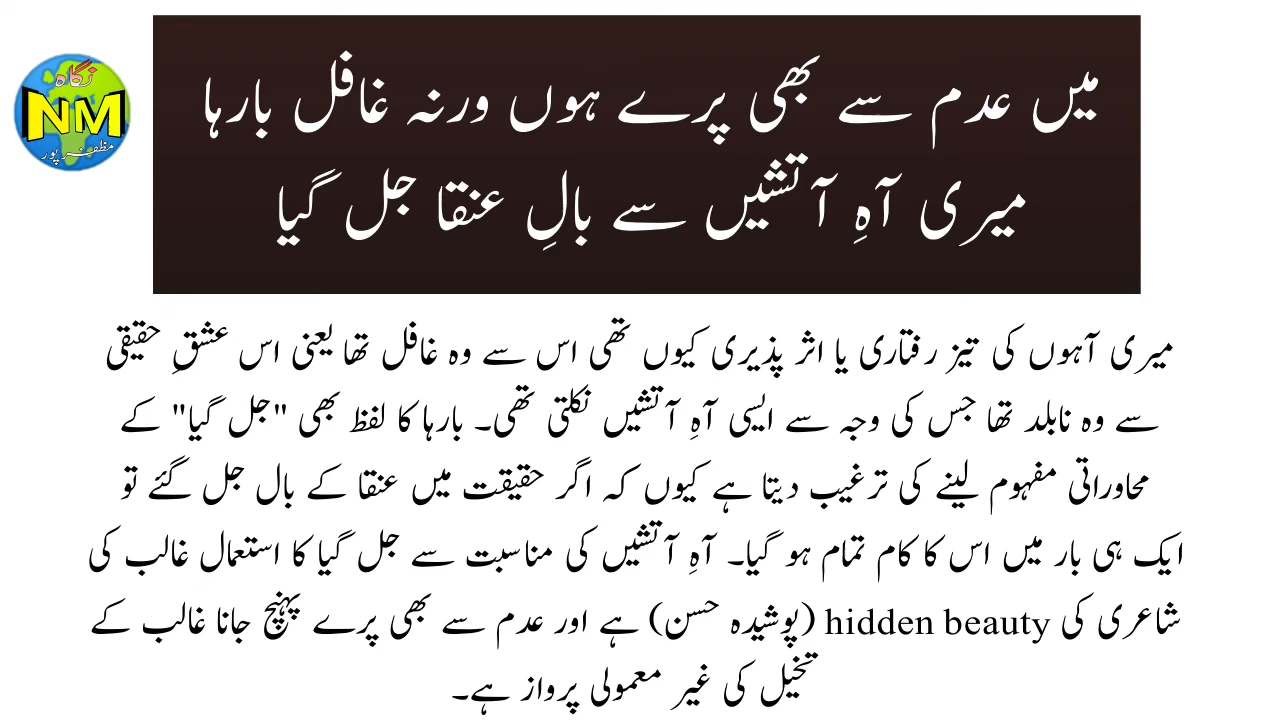 نگاہ
NM
مظفر پور
میں عدم سے بھی پرے ہوں ورنہ غافل بارہا
میری آہِ آتشیں سے بالِ عنقا جل گیا
میری آہوں کی تیز رفتاری یا اثر پذیری کیوں تھی اس سے وہ غافل تھا یعنی اس عشقِ حقیقی
سے وہ نابلد تھا جس کی وجہ سے ایسی آہِ آتشیں نکلتی تھی۔ بارہا کا لفظ بھی "جل گیا" کے
محاوراتی مفہوم لینے کی ترغیب دیتا ہے کیوں کہ اگر حقیقت میں عنقا کے بال جل گئے تو
ایک ہی بار میں اس کا کام تمام ہو گیا۔ آہِ آتشیں کی مناسبت سے جل گیا کا استعمال غالب کی
شاعری کی hidden beauty (پوشیدہ حسن) ہے اور عدم سے بھی پرے پہنچ جانا غالب کے
تخیل کی غیر معمولی پرواز ہے۔